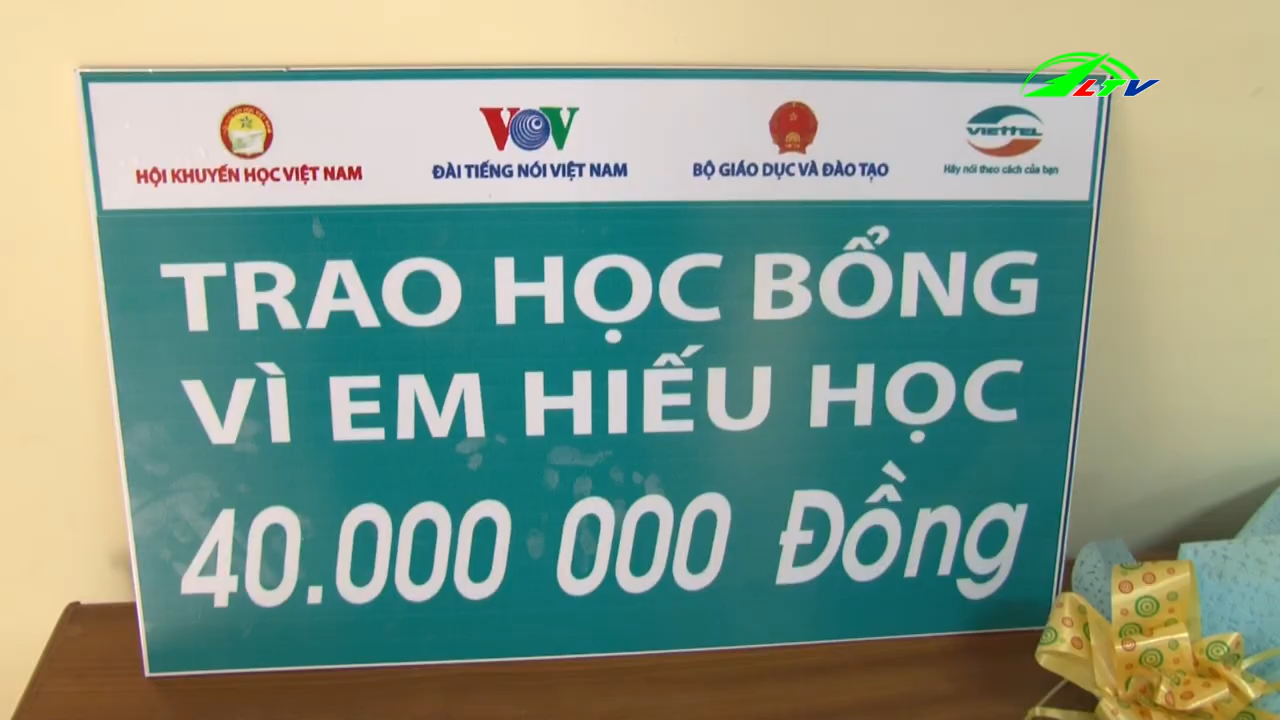 LTV
VOV
VIETTEL
HỘI KHUYẾN HỌC VIỆT NAM
ĐÀI TIẾNG NÓI VIỆT NAM
BỘ GIÁO DỤC VÀ ĐÀO TẠO
Hãy nói theo cách của bạn
TRAO HỌC BỔNG
VÌ EM HIẾU HỌC
40.000 000 Đồng